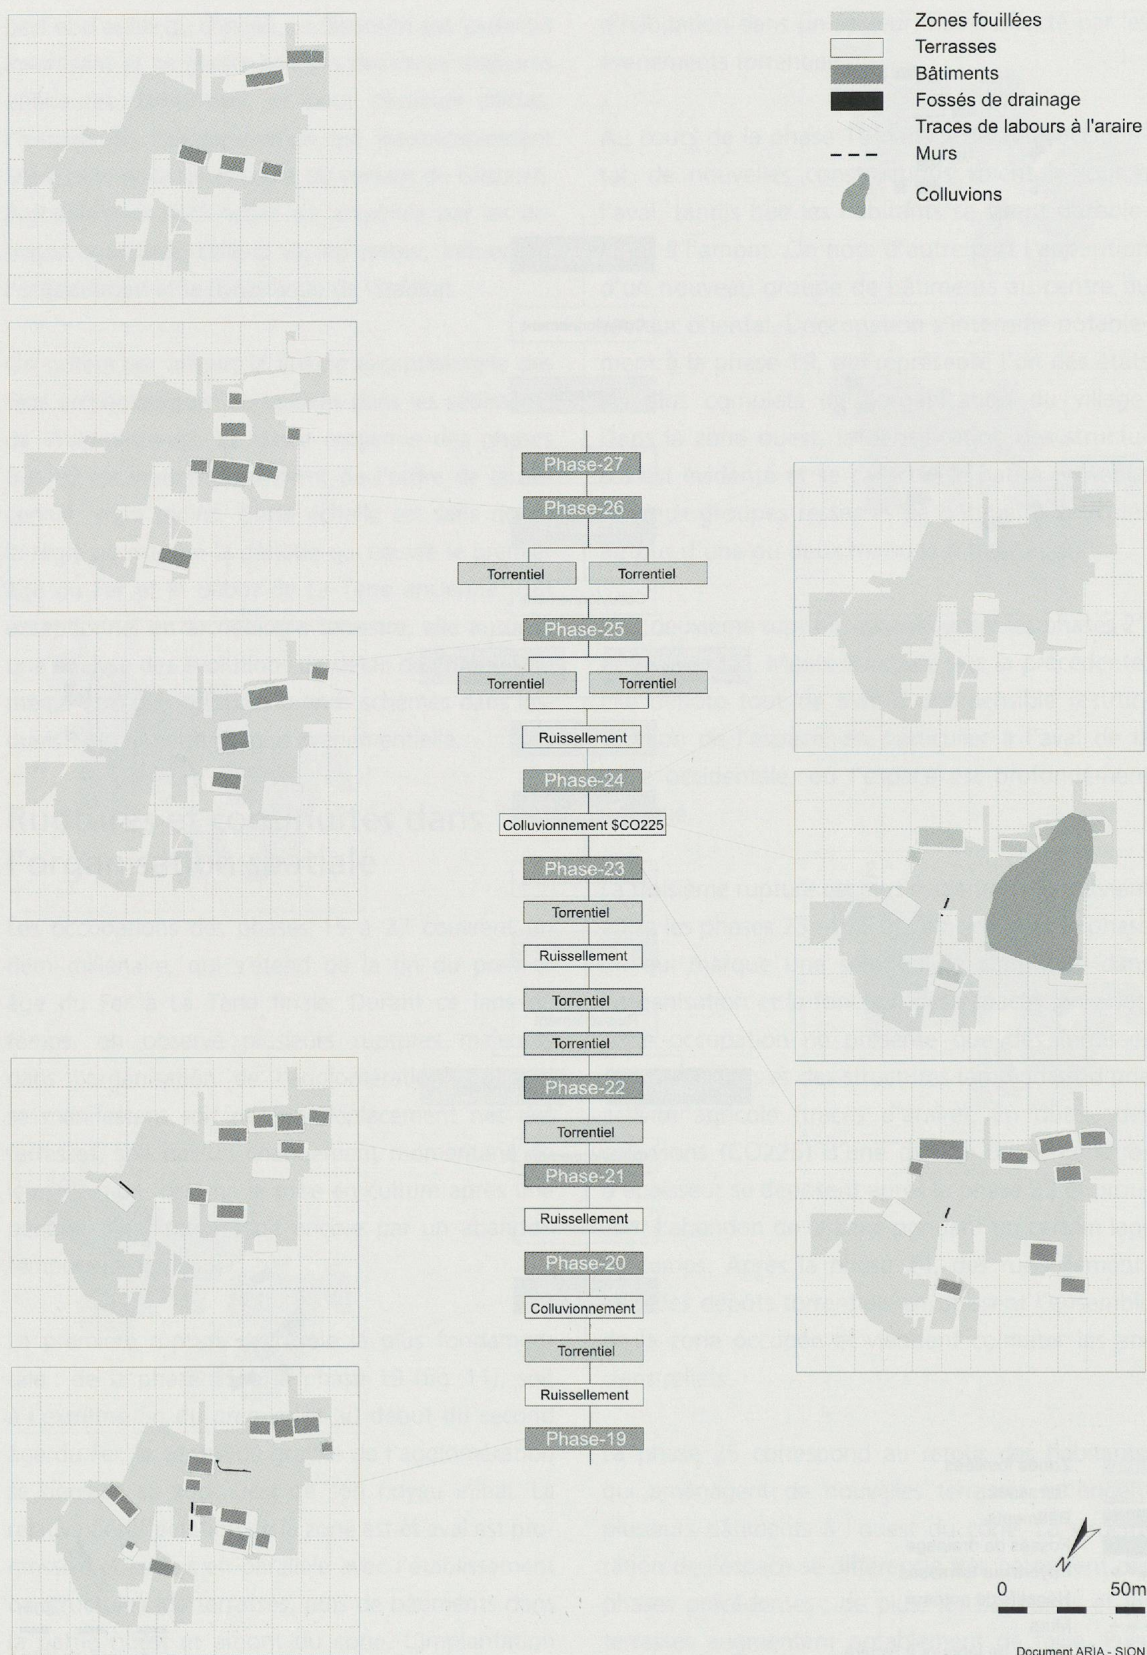 Zones fouillées
Terrasses
Bâtiments
Fossés de drainage
Traces de labours à l'araire
Murs
Colluvions
Phase-27
Phase-26
Torrentiel Torrentiel
Phase-25
Torrentiel Torrentiel
Ruissellement
Phase-24
Colluvionnement $CO225
Phase-23
Torrentiel
Ruissellement
Torrentiel
Torrentiel
Phase-22
Torrentiel
Phase-21
Ruissellement
Phase-20
Colluvionnement
Torrentiel
Ruissellement
Phase-19
N
0 50m
Document ARIA - SION